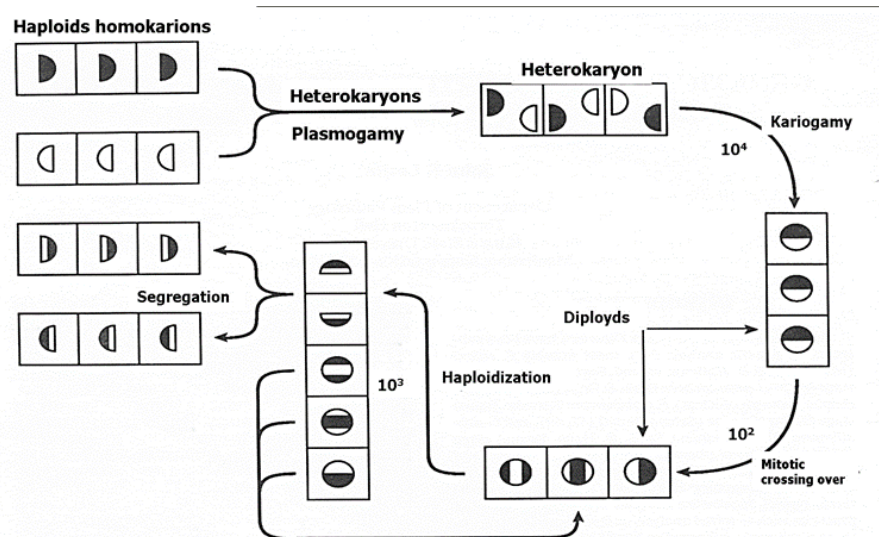 Haploids homokarions
Heterokaryons
Plasmogamy
Heterokaryon
Kariogamy
10⁴
Segregation
Diployds
10³
Haploidization
10²
Mitotic
crossing over